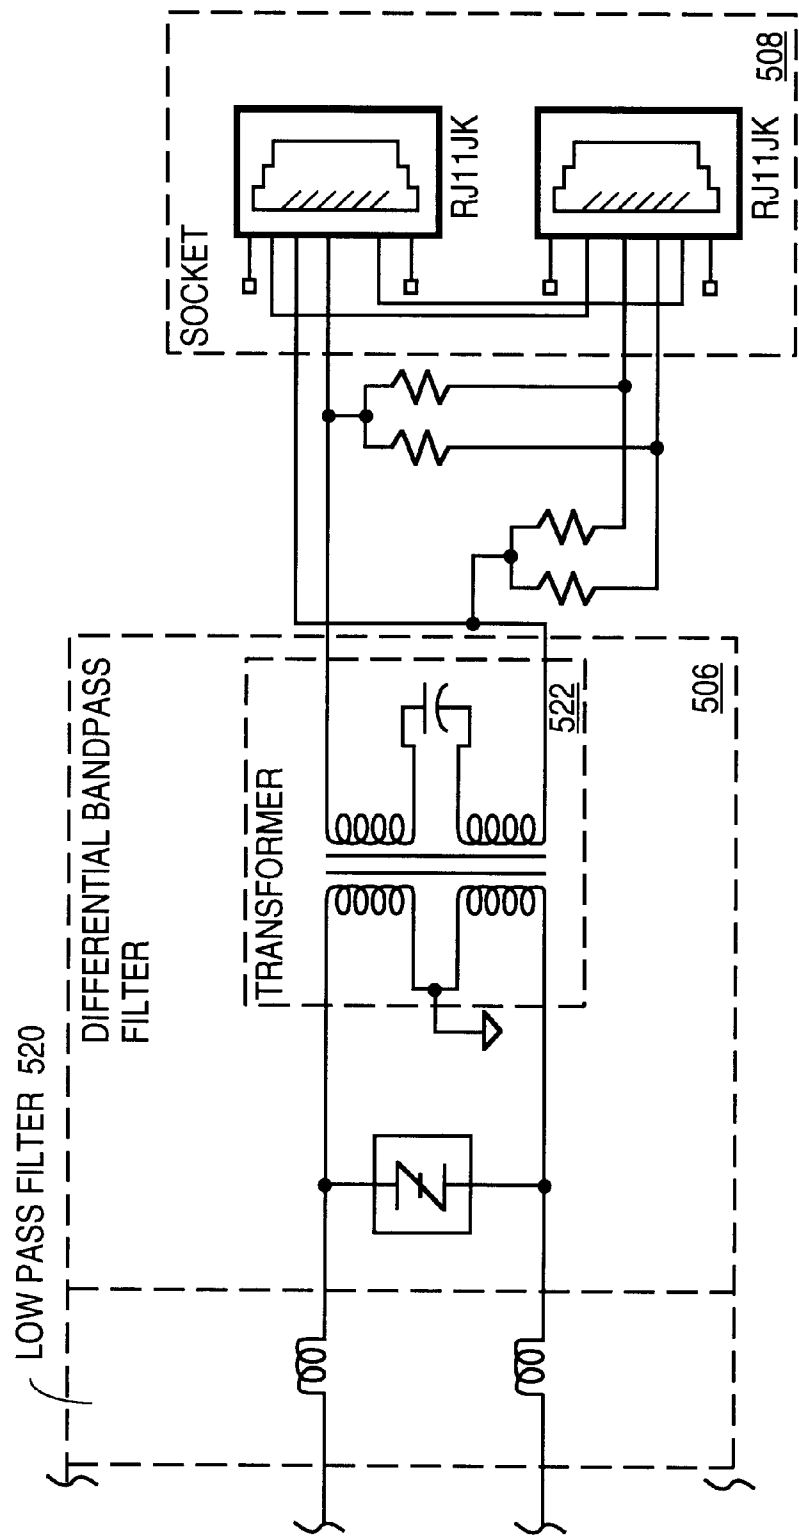 LOW PASS FILTER 520
DIFFERENTIAL BANDPASS
FILTER
TRANSFORMER
522
506
SOCKET
RJ11JK
RJ11JK
508